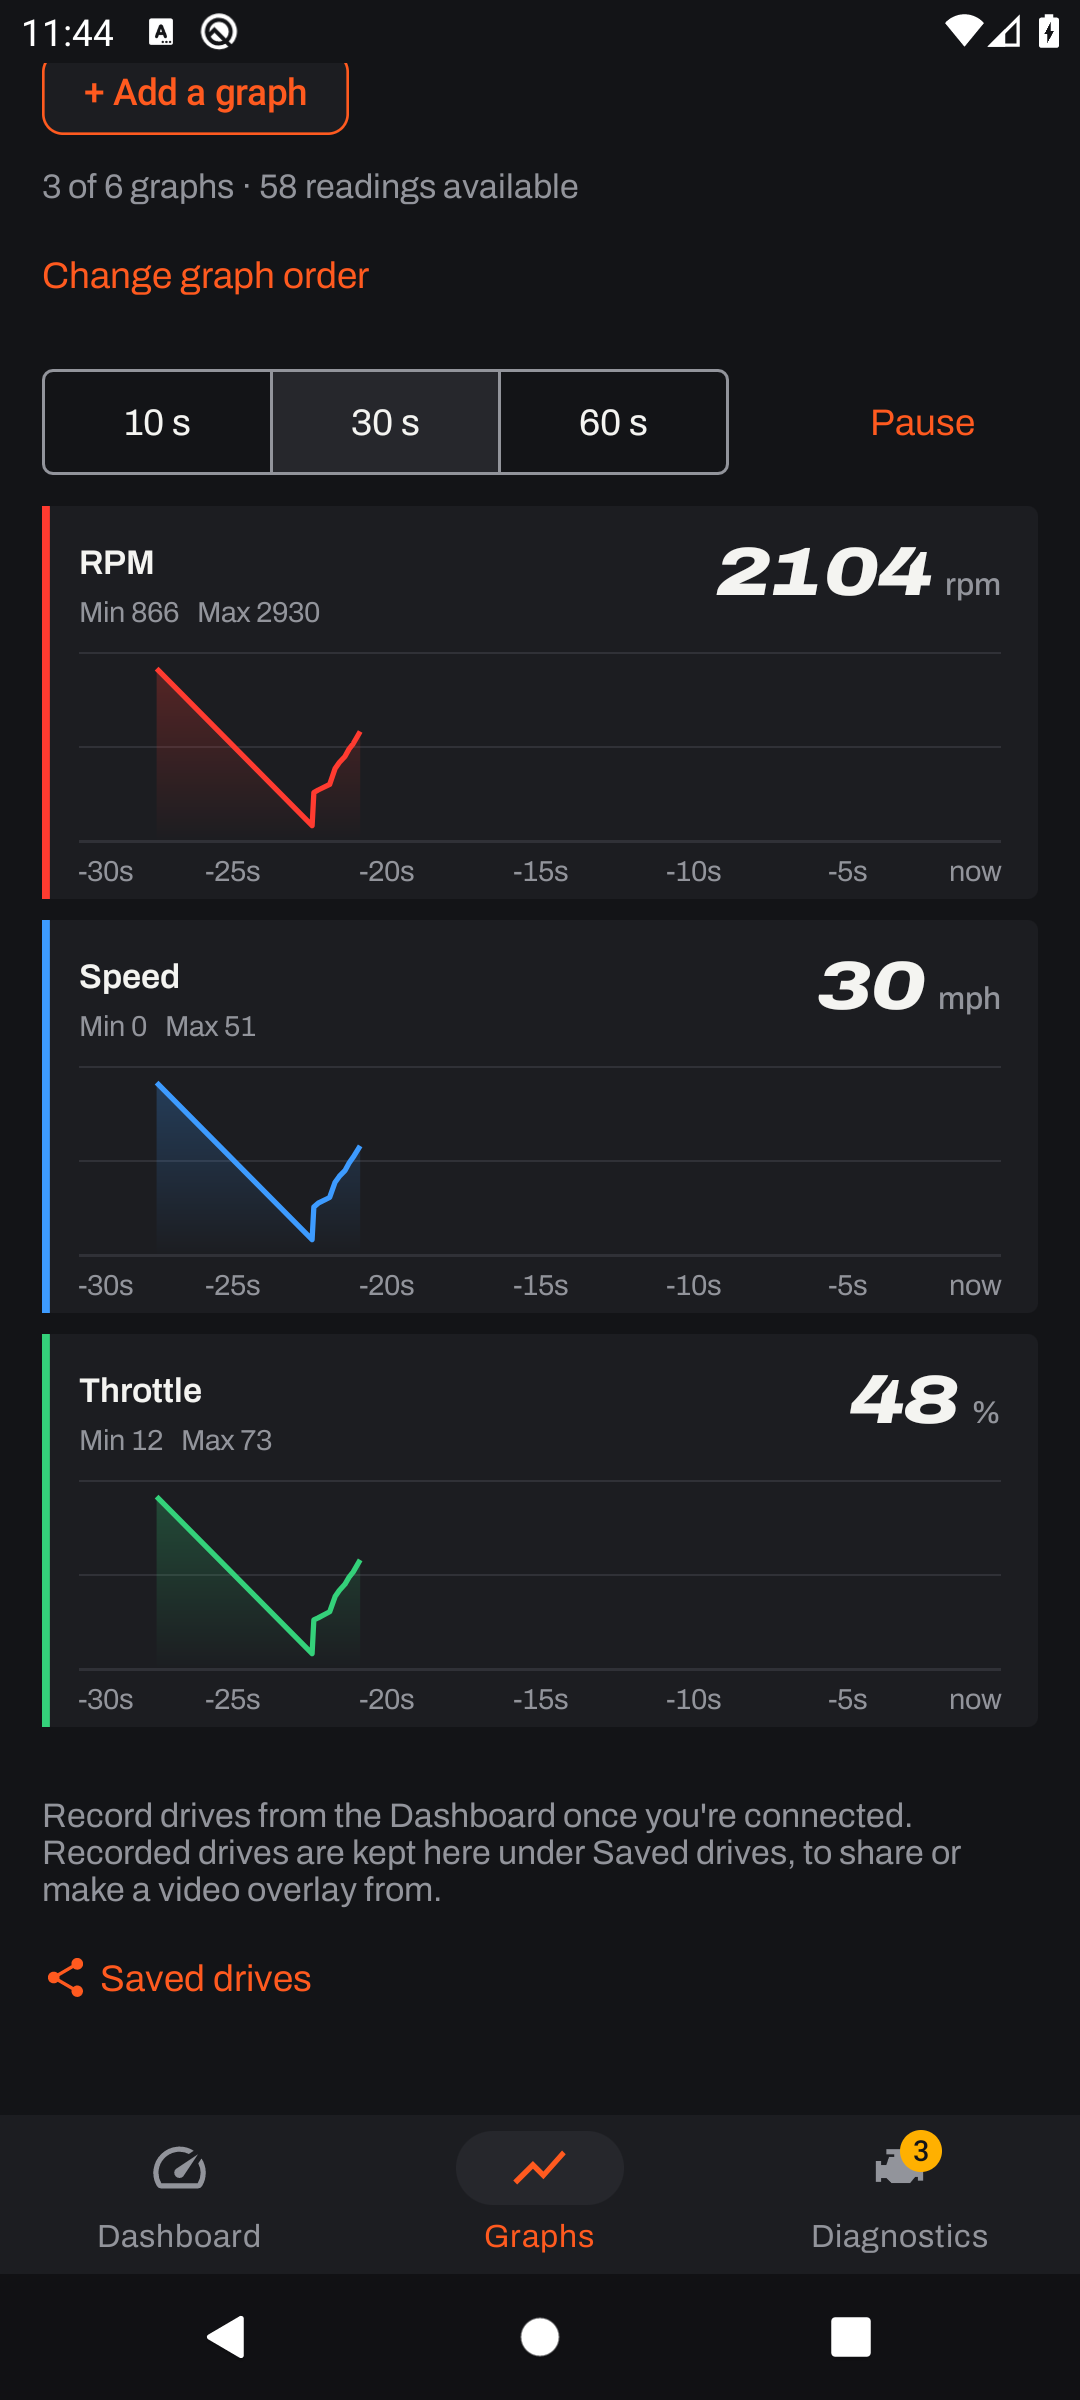 11:44
+ Add a graph
3 of 6 graphs · 58 readings available
Change graph order
10 s 30 s 60 s Pause
RPM 2104 rpm
Min 866 Max 2930
-30s -25s -20s -15s -10s -5s now
Speed 30 mph
Min 0 Max 51
-30s -25s -20s -15s -10s -5s now
Throttle 48 %
Min 12 Max 73
-30s -25s -20s -15s -10s -5s now
Record drives from the Dashboard once you're connected.
Recorded drives are kept here under Saved drives, to share or
make a video overlay from.
Saved drives
3
Dashboard Graphs Diagnostics